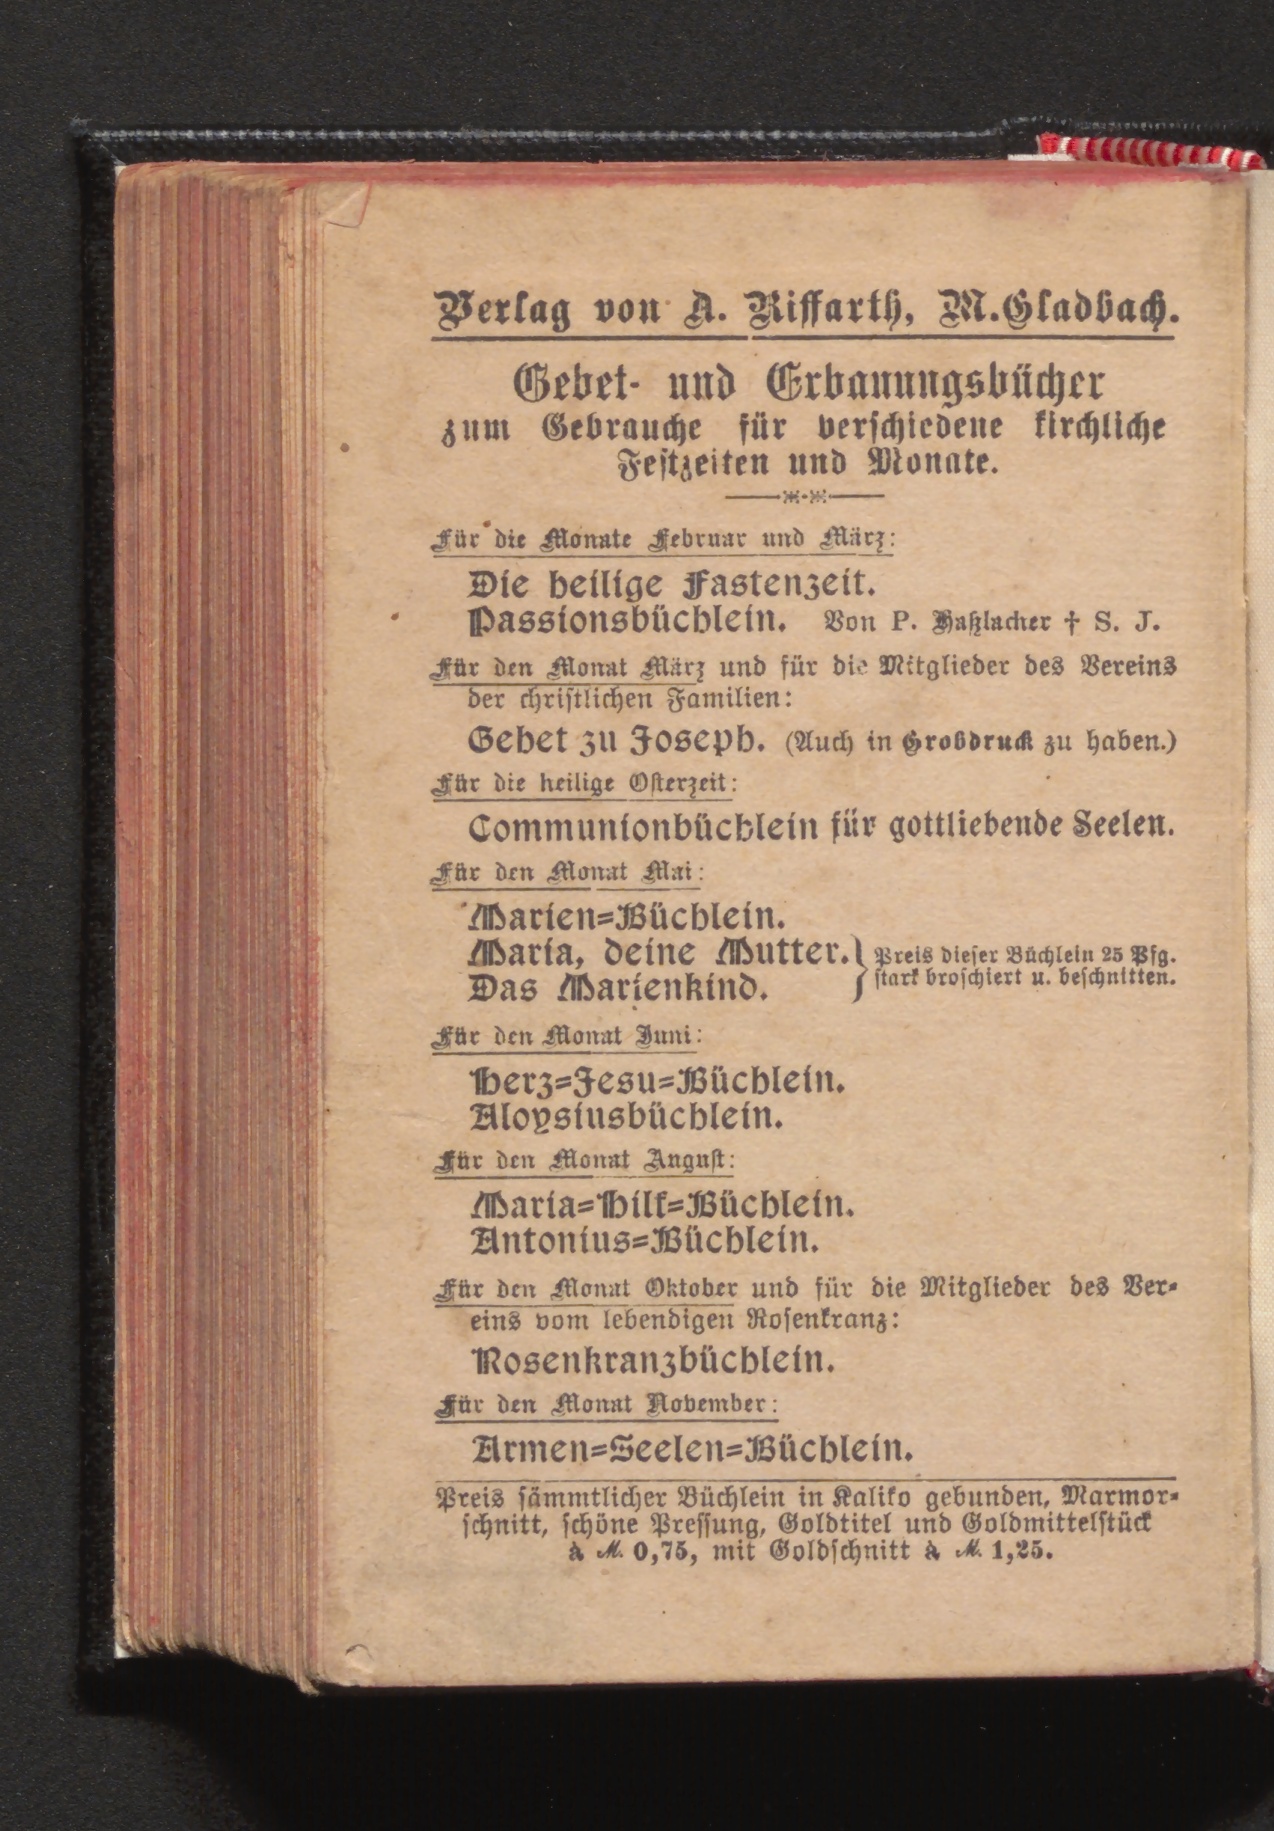 Verlag von A. Riffarth, M.Gladbach.
Gebet- und Erbauungsbücher
zum Gebrauche für verschiedene kirchliche
Festzeiten und Monate.
Für die Monate Februar und März:
Die heilige Fastenzeit.
Passionsbüchlein. Von P. Haßlacher † S. J.
Für den Monat März und für die Mitglieder des Vereins
der christlichen Familien:
Gebet zu Joseph. (Auch in Großdruck zu haben.)
Für die heilige Osterzeit:
Communionbüchlein für gottliebende Seelen.
Für den Monat Mai:
Marien=Büchlein.
Maria, deine Mutter.
Das Marienkind.
Preis dieser Büchlein 25 Pfg.
stark broschiert u. beschnitten.
Für den Monat Juni:
Herz=Jesu=Büchlein.
Aloysiusbüchlein.
Für den Monat August:
Maria=Hilf=Büchlein.
Antonius=Büchlein.
Für den Monat Oktober und für die Mitglieder des Ver=
eins vom lebendigen Rosenkranz:
Rosenkranzbüchlein.
Für den Monat November:
Armen=Seelen=Büchlein.
Preis sämmtlicher Büchlein in Kaliko gebunden, Marmor=
schnitt, schöne Pressung, Goldtitel und Goldmittelstück
à M. 0,75, mit Goldschnitt à M. 1,25.